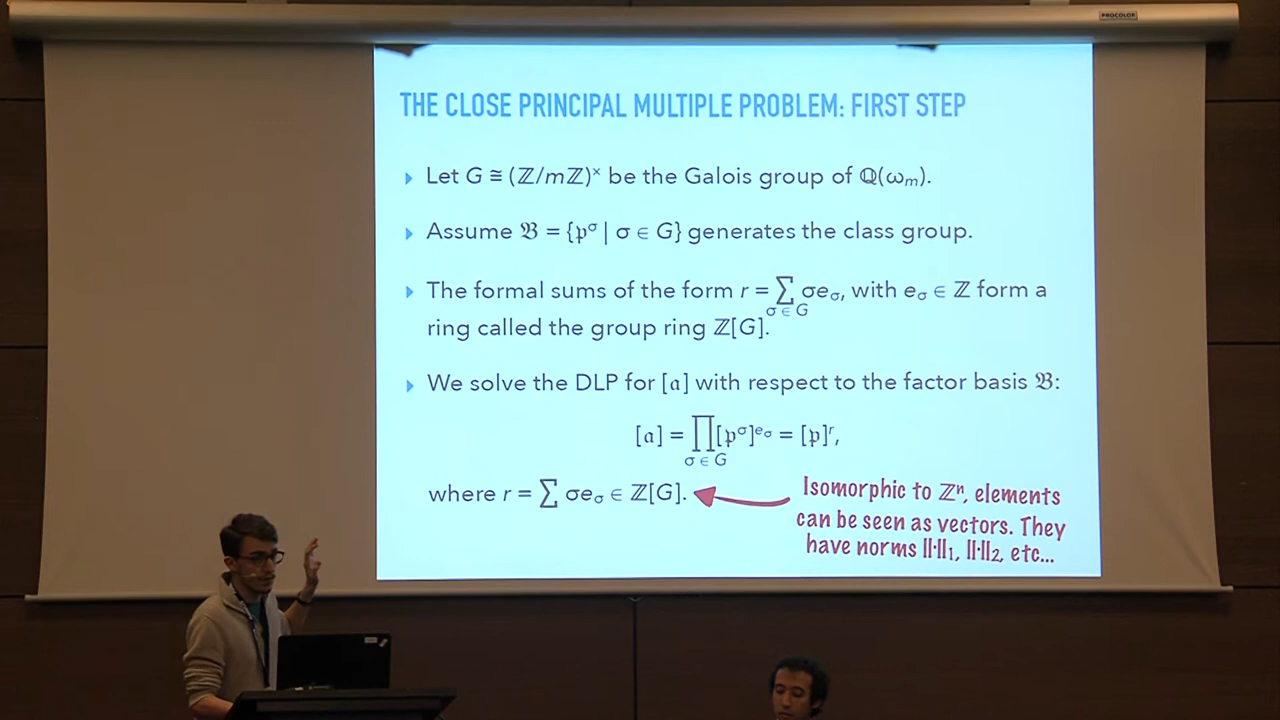 PROCOLOR
THE CLOSE PRINCIPAL MULTIPLE PROBLEM: FIRST STEP
Let G ≅ (ℤ/mℤ)ˣ be the Galois group of ℚ(ωₘ).
Assume 𝔅 = {𝔭^σ | σ ∈ G} generates the class group.
The formal sums of the form r = ∑_{σ ∈ G} σe_σ, with e_σ ∈ ℤ form a
ring called the group ring ℤ[G].
We solve the DLP for [𝔞] with respect to the factor basis 𝔅:
[𝔞] = ∏_{σ ∈ G} [𝔭^σ]^{e_σ} = [𝔭]^r,
where r = ∑ σe_σ ∈ ℤ[G].
Isomorphic to ℤⁿ, elements
can be seen as vectors. They
have norms ||·||₁, ||·||₂, etc...